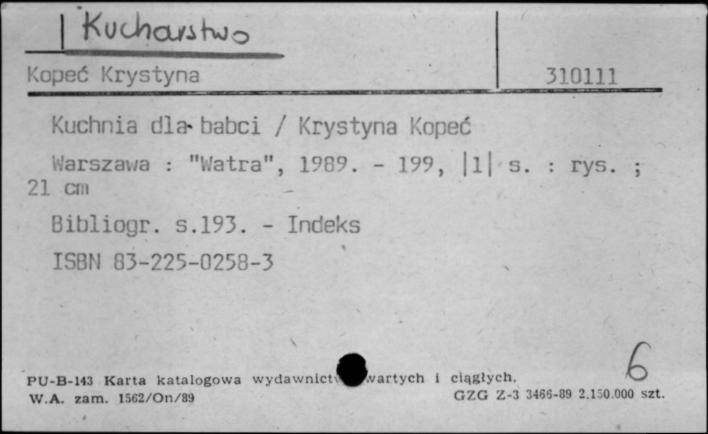 Kucharstwo
Kopeć Krystyna 310111
Kuchnia dla babci / Krystyna Kopeć
Warszawa : "Watra", 1989. - 199, |1| s. : rys. ;
21 cm
Bibliogr. s.193. - Indeks
ISBN 83-225-0258-3
6
PU-B-143 Karta katalogowa wydawnict wartych i ciągłych.
W.A. zam. 1562/On/89 GZG Z-3 3466-89 2.150.000 szt.